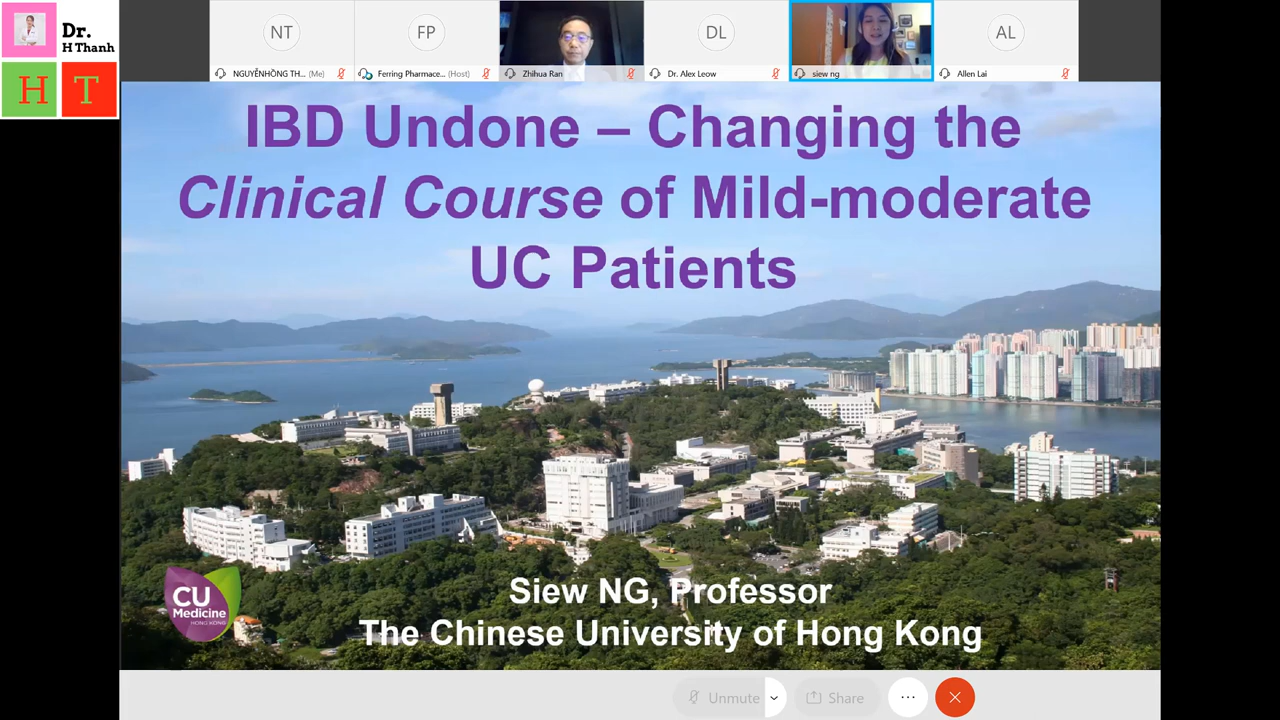 Dr.
H Thanh
H T
NT
FP
DL
AL
NGUYỄNHỒNG TH... (Me)
Ferring Pharmace... (Host)
Zhihua Ran
Dr. Alex Leow
siew ng
Allen Lai
IBD Undone – Changing the
Clinical Course of Mild-moderate
UC Patients
CU
Medicine
HONG KONG
Siew NG, Professor
The Chinese University of Hong Kong
Unmute
Share